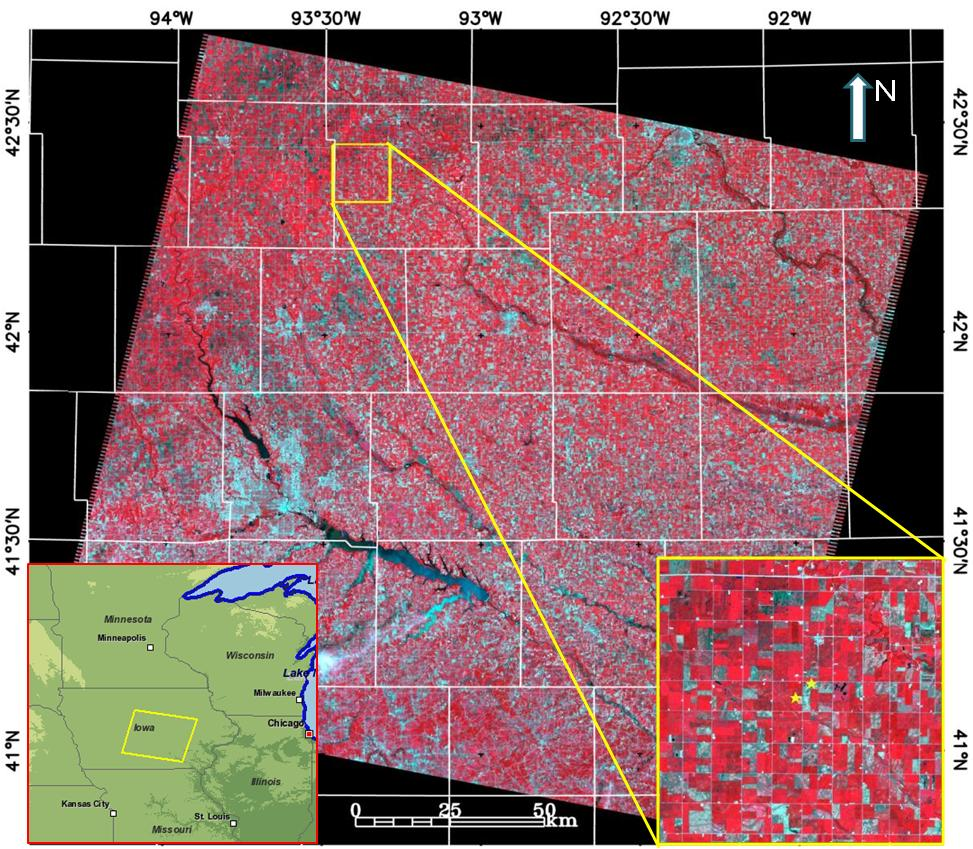 94°W 93°30'W 93°W 92°30'W 92°W
42°30'N
42°N
41°30'N
41°N
42°30'N
42°N
41°30'N
41°N
N
Minnesota
Minneapolis
Wisconsin
Lake
Milwaukee
Chicago
Iowa
Illinois
Kansas City
St. Louis
Missouri
0 25 50
km